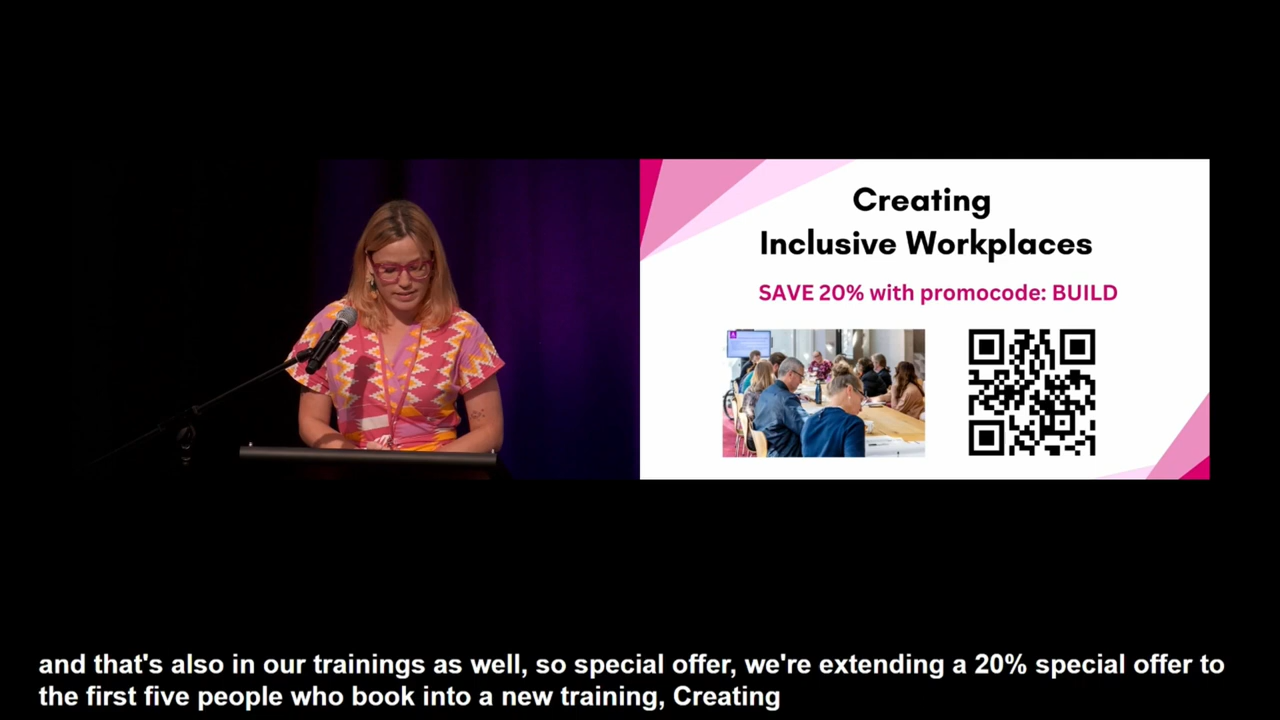 Creating
Inclusive Workplaces
SAVE 20% with promocode: BUILD
and that's also in our trainings as well, so special offer, we're extending a 20% special offer to
the first five people who book into a new training, Creating